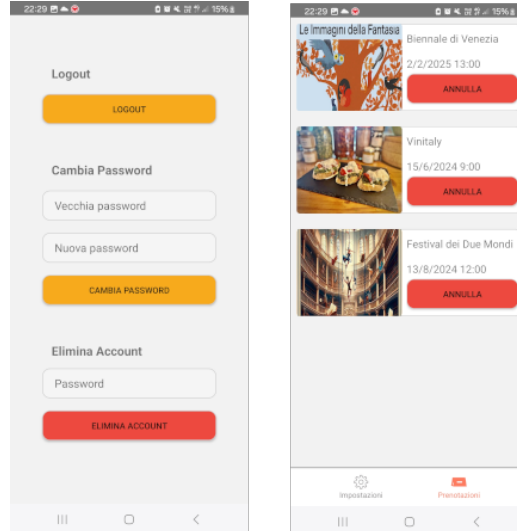 22:29
15%
Logout
LOGOUT
Cambia Password
Vecchia password
Nuova password
CAMBIA PASSWORD
Elimina Account
Password
ELIMINA ACCOUNT
22:29
15%
Le Immagini della Fantasia
Biennale di Venezia
2/2/2025 13:00
ANNULLA
Vinitaly
15/6/2024 9:00
ANNULLA
Festival dei Due Mondi
13/8/2024 12:00
ANNULLA
Impostazioni
Prenotazioni